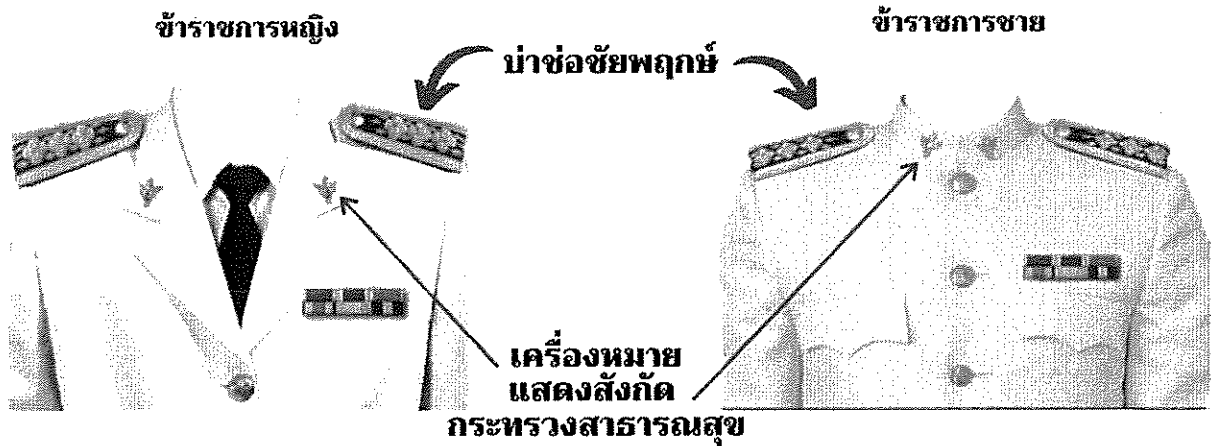 ข้าราชการหญิง
ข้าราชการชาย
บ่าช่อชัยพฤกษ์
เครื่องหมาย
แสดงสังกัด
กระทรวงสาธารณสุข